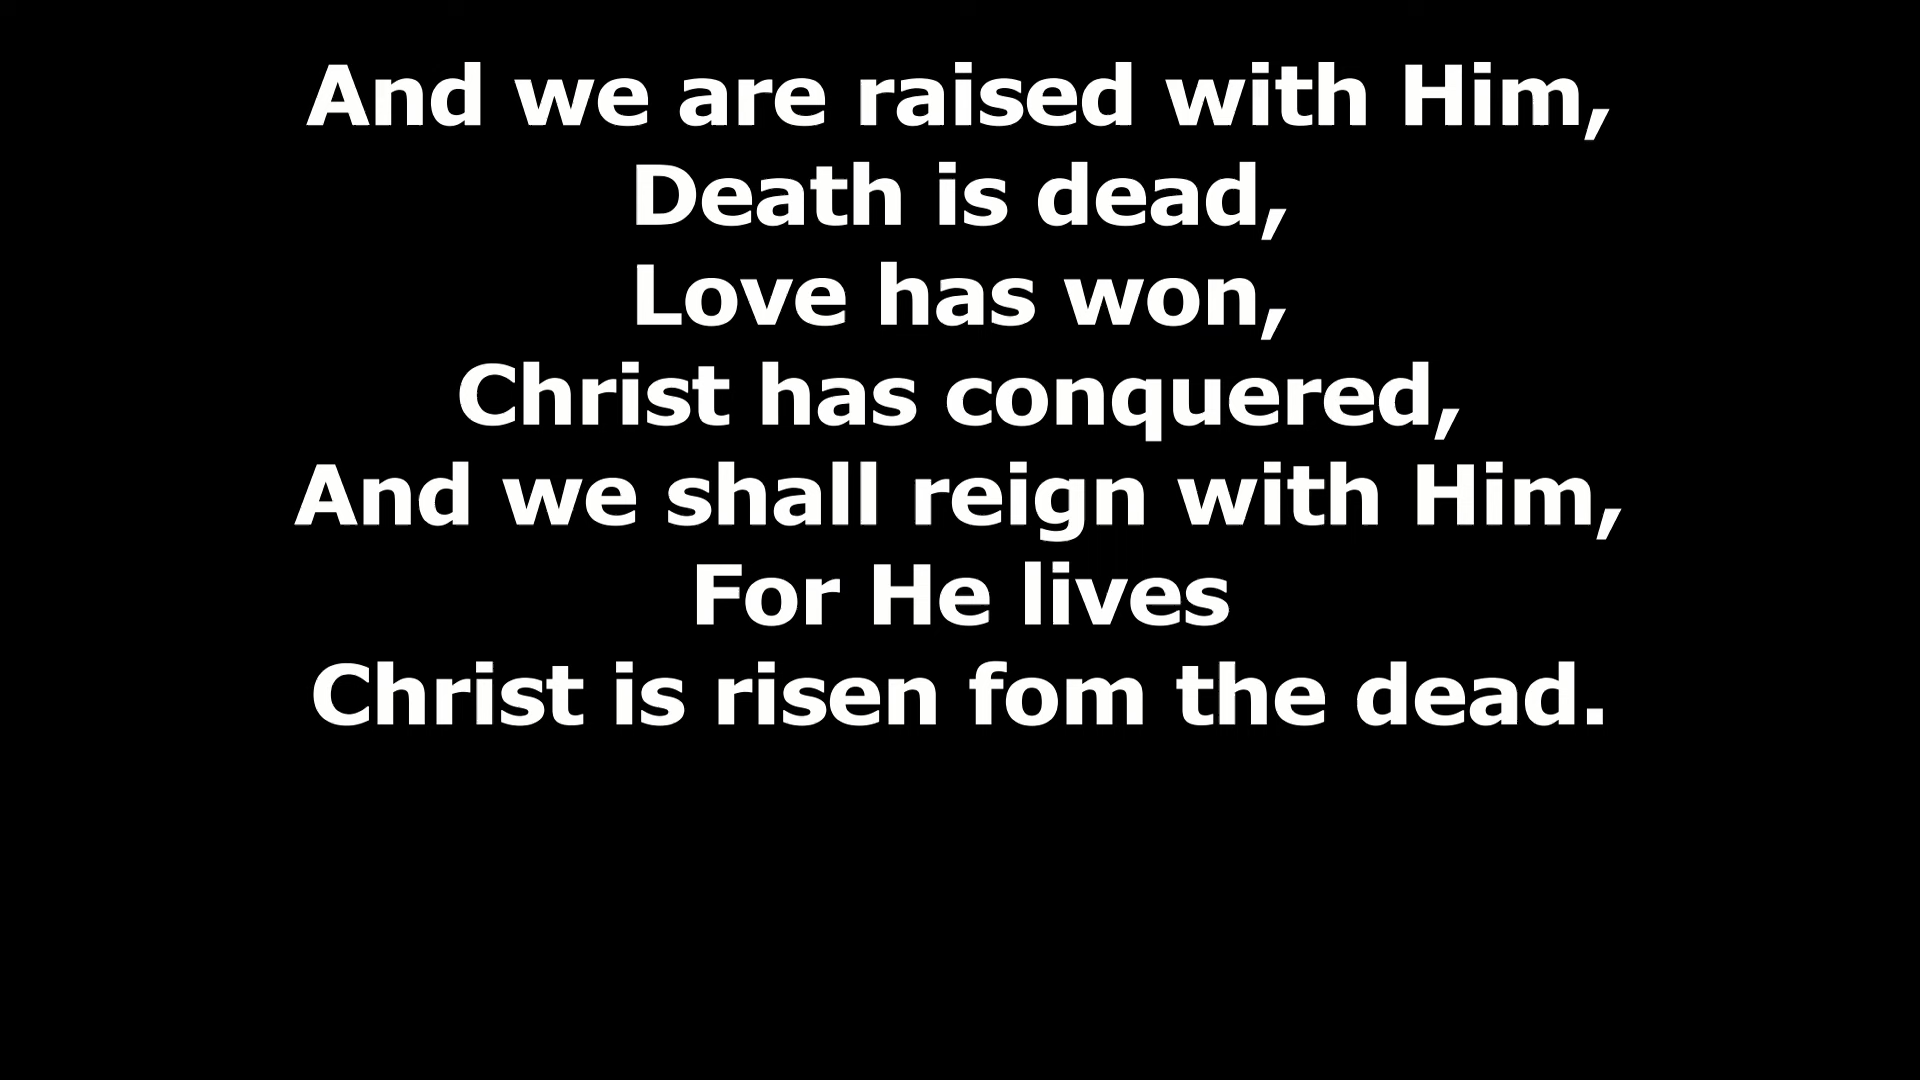 And we are raised with Him,
Death is dead,
Love has won,
Christ has conquered,
And we shall reign with Him,
For He lives
Christ is risen fom the dead.